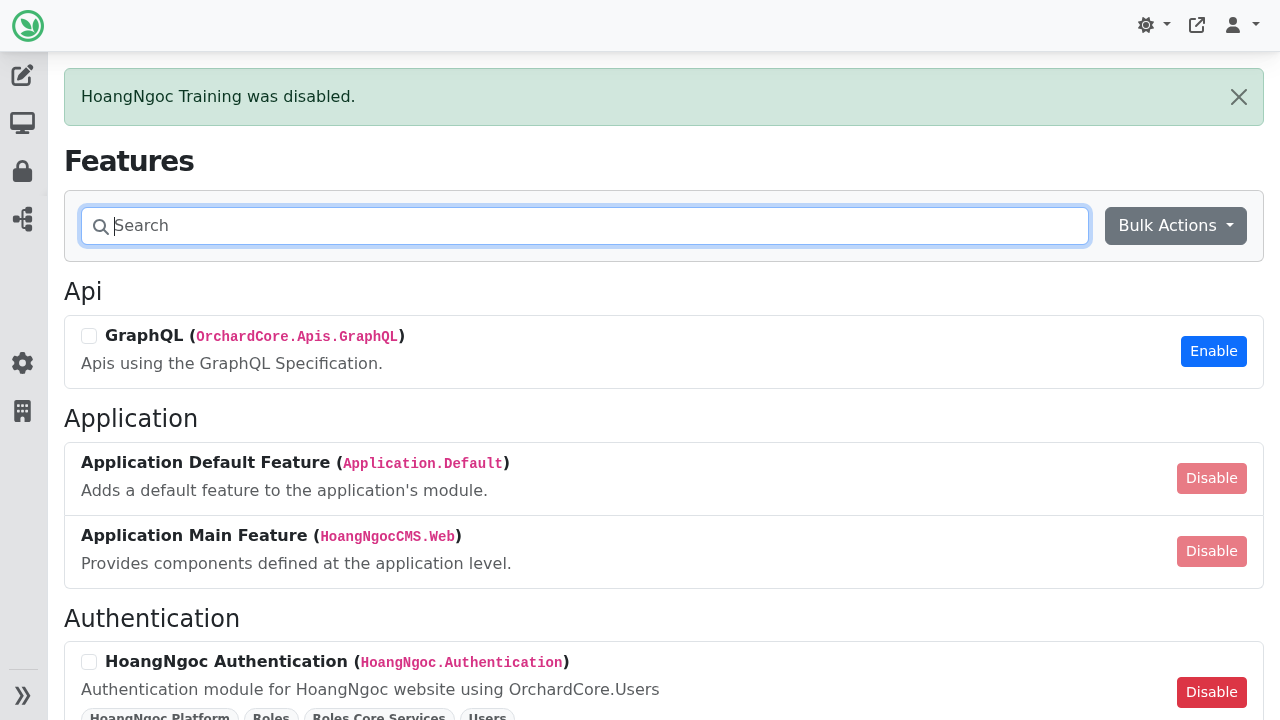 HoangNgoc Training was disabled.
Features
Search
Bulk Actions
Api
GraphQL (OrchardCore.Apis.GraphQL)
Apis using the GraphQL Specification.
Enable
Application
Application Default Feature (Application.Default)
Adds a default feature to the application's module.
Disable
Application Main Feature (HoangNgocCMS.Web)
Provides components defined at the application level.
Disable
Authentication
HoangNgoc Authentication (HoangNgoc.Authentication)
Authentication module for HoangNgoc website using OrchardCore.Users
Disable
HoangNgoc Platform Roles Roles Core Services Users